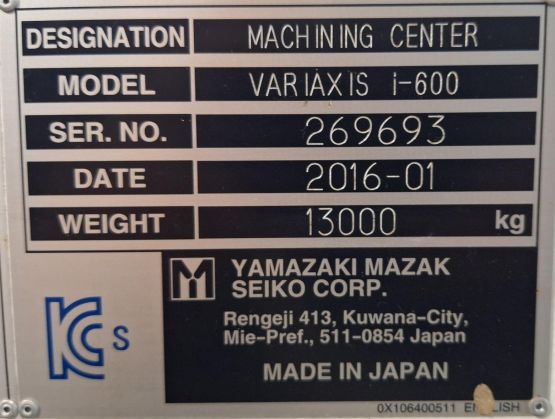 DESIGNATION MACHINING CENTER
MODEL VARIAXIS i-600
SER. NO. 269693
DATE 2016-01
WEIGHT 13000 kg
YAMAZAKI MAZAK
SEIKO CORP.
Rengeji 413, Kuwana-City,
Mie-Pref., 511-0854 Japan
MADE IN JAPAN
KC s
0X106400511